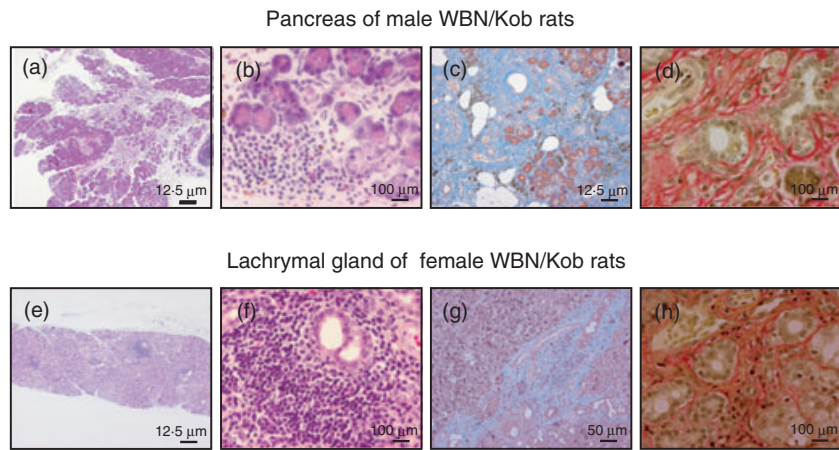 Pancreas of male WBN/Kob rats
(a) (b) (c) (d)
12·5 μm 100 μm 12·5 μm 100 μm
Lachrymal gland of female WBN/Kob rats
(e) (f) (g) (h)
12·5 μm 100 μm 50 μm 100 μm